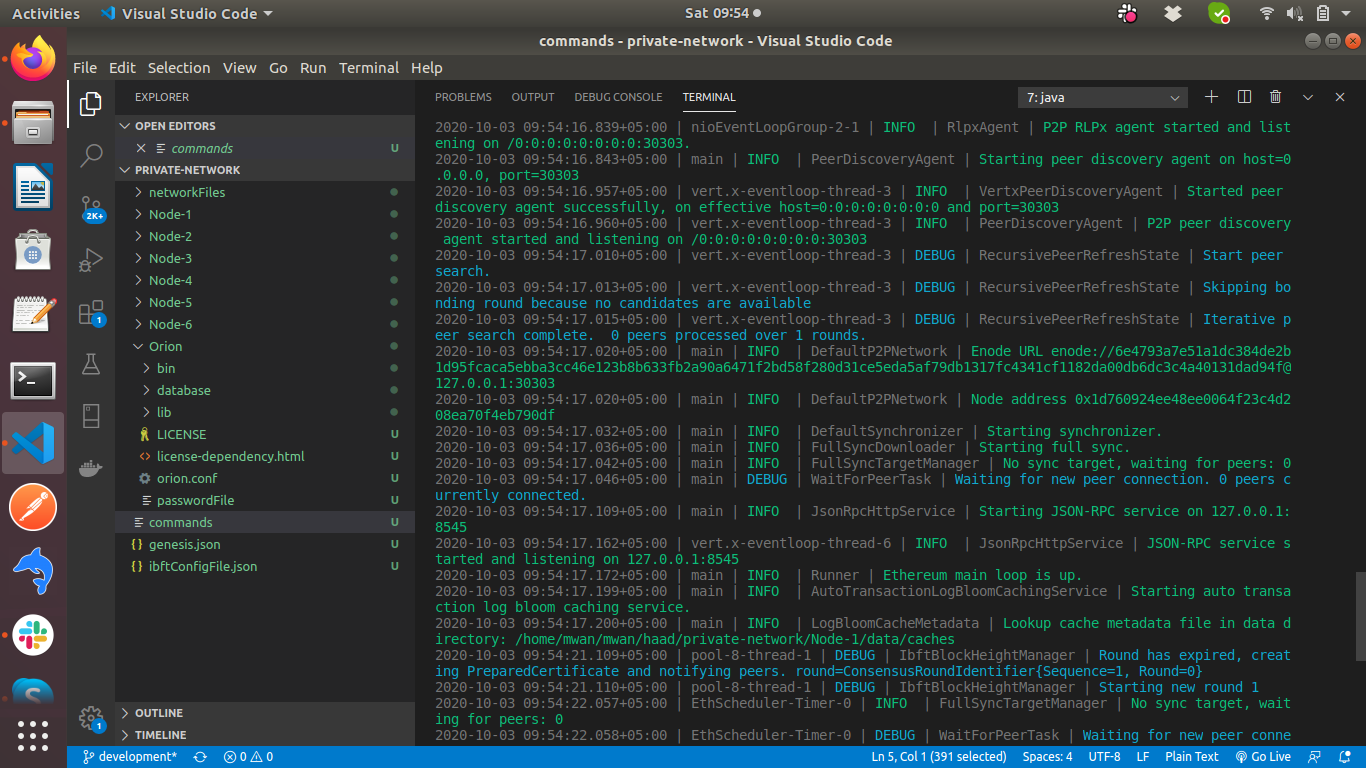 Activities
Visual Studio Code
Sat 09:54
commands - private-network - Visual Studio Code
File Edit Selection View Go Run Terminal Help
EXPLORER
OPEN EDITORS
commands U
PRIVATE-NETWORK
networkFiles
Node-1
Node-2
Node-3
Node-4
Node-5
Node-6
Orion
bin
database
lib
LICENSE U
license-dependency.html U
orion.conf U
passwordFile U
commands U
genesis.json U
ibftConfigFile.json U
OUTLINE
TIMELINE
2K+
1
1
PROBLEMS OUTPUT DEBUG CONSOLE TERMINAL
7: java
2020-10-03 09:54:16.839+05:00 | nioEventLoopGroup-2-1 | INFO  | RlpxAgent | P2P RLPx agent started and list
ening on /0:0:0:0:0:0:0:0:30303.
2020-10-03 09:54:16.843+05:00 | main | INFO  | PeerDiscoveryAgent | Starting peer discovery agent on host=0
.0.0.0, port=30303
2020-10-03 09:54:16.957+05:00 | vert.x-eventloop-thread-3 | INFO  | VertxPeerDiscoveryAgent | Started peer
discovery agent successfully, on effective host=0:0:0:0:0:0:0:0 and port=30303
2020-10-03 09:54:16.960+05:00 | vert.x-eventloop-thread-3 | INFO  | PeerDiscoveryAgent | P2P peer discovery
agent started and listening on /0:0:0:0:0:0:0:0:30303
2020-10-03 09:54:17.010+05:00 | vert.x-eventloop-thread-3 | DEBUG | RecursivePeerRefreshState | Start peer
search.
2020-10-03 09:54:17.013+05:00 | vert.x-eventloop-thread-3 | DEBUG | RecursivePeerRefreshState | Skipping bo
nding round because no candidates are available
2020-10-03 09:54:17.015+05:00 | vert.x-eventloop-thread-3 | DEBUG | RecursivePeerRefreshState | Iterative p
eer search complete.  0 peers processed over 1 rounds.
2020-10-03 09:54:17.020+05:00 | main | INFO  | DefaultP2PNetwork | Enode URL enode://6e4793a7e51a1dc384de2b
1d95fcaca5ebba3cc46e123b8b633fb2a90a6471f2bd58f280d31ce5eda5af79db1317fc4341cf1182da00db6dc3c4a40131dad94f@
127.0.0.1:30303
2020-10-03 09:54:17.020+05:00 | main | INFO  | DefaultP2PNetwork | Node address 0x1d760924ee48ee0064f23c4d2
08ea70f4eb790df
2020-10-03 09:54:17.032+05:00 | main | INFO  | DefaultSynchronizer | Starting synchronizer.
2020-10-03 09:54:17.036+05:00 | main | INFO  | FullSyncDownloader | Starting full sync.
2020-10-03 09:54:17.042+05:00 | main | INFO  | FullSyncTargetManager | No sync target, waiting for peers: 0
2020-10-03 09:54:17.046+05:00 | main | DEBUG | WaitForPeerTask | Waiting for new peer connection. 0 peers c
urrently connected.
2020-10-03 09:54:17.109+05:00 | main | INFO  | JsonRpcHttpService | Starting JSON-RPC service on 127.0.0.1:
8545
2020-10-03 09:54:17.162+05:00 | vert.x-eventloop-thread-6 | INFO  | JsonRpcHttpService | JSON-RPC service s
tarted and listening on 127.0.0.1:8545
2020-10-03 09:54:17.172+05:00 | main | INFO  | Runner | Ethereum main loop is up.
2020-10-03 09:54:17.199+05:00 | main | INFO  | AutoTransactionLogBloomCachingService | Starting auto transa
ction log bloom caching service.
2020-10-03 09:54:17.200+05:00 | main | INFO  | LogBloomCacheMetadata | Lookup cache metadata file in data d
irectory: /home/mwan/mwan/haad/private-network/Node-1/data/caches
2020-10-03 09:54:21.109+05:00 | pool-8-thread-1 | DEBUG | IbftBlockHeightManager | Round has expired, creat
ing PreparedCertificate and notifying peers. round=ConsensusRoundIdentifier{Sequence=1, Round=0}
2020-10-03 09:54:21.110+05:00 | pool-8-thread-1 | DEBUG | IbftBlockHeightManager | Starting new round 1
2020-10-03 09:54:22.057+05:00 | EthScheduler-Timer-0 | INFO  | FullSyncTargetManager | No sync target, wait
ing for peers: 0
2020-10-03 09:54:22.058+05:00 | EthScheduler-Timer-0 | DEBUG | WaitForPeerTask | Waiting for new peer conne
development* 0 0 Ln 5, Col 1 (391 selected) Spaces: 4 UTF-8 LF Plain Text Go Live